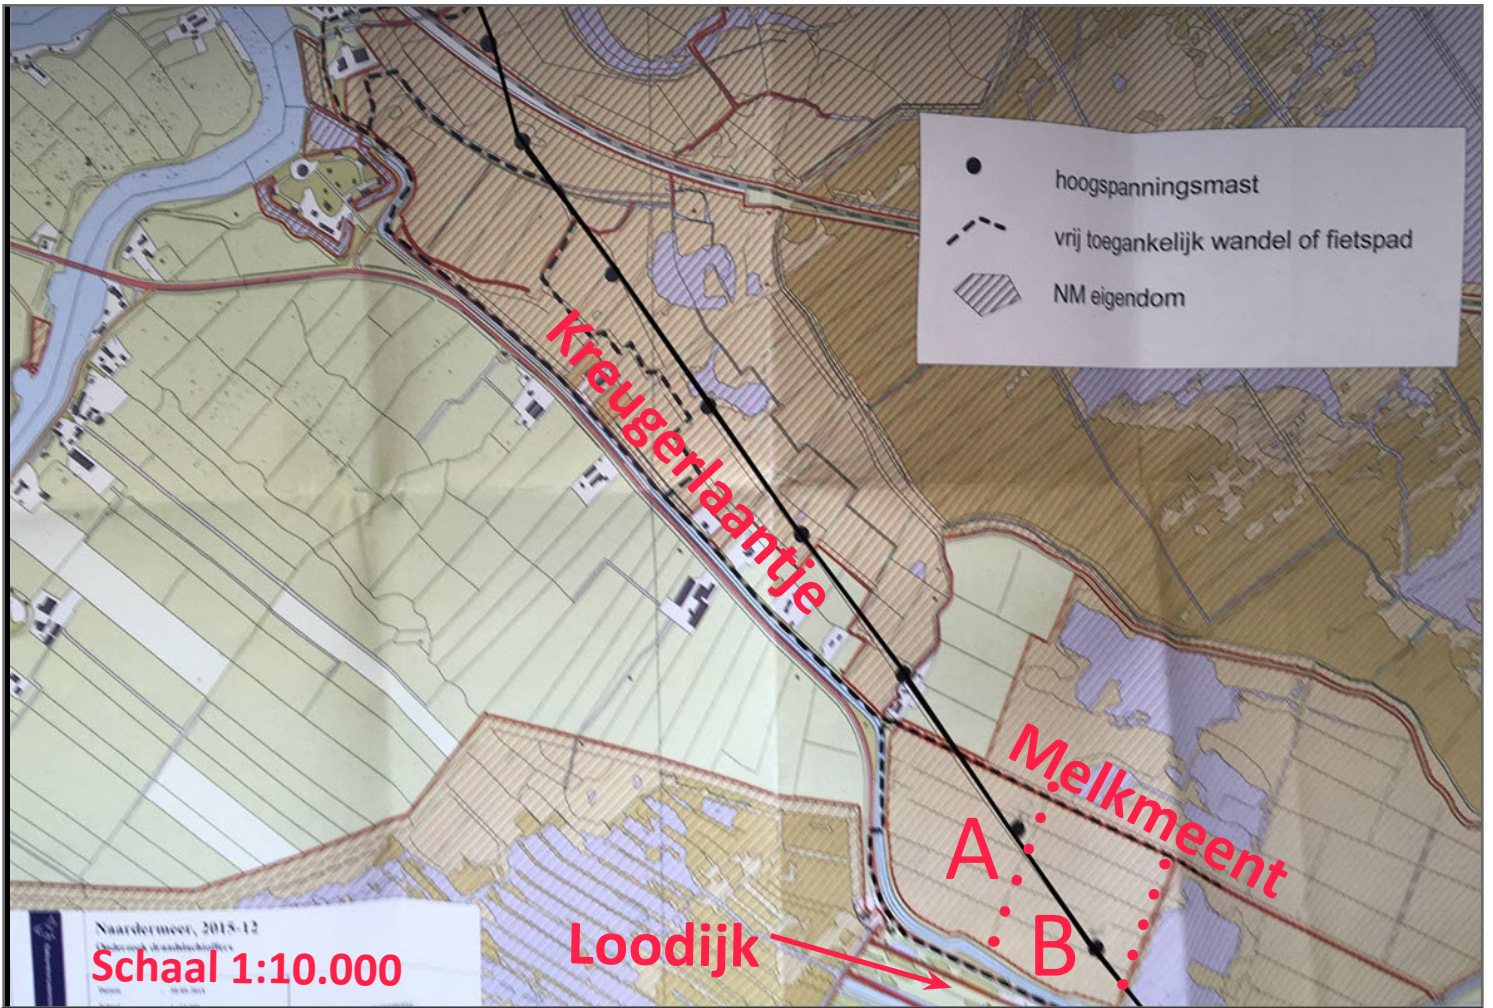 hoogspanningsmast
vrij toegankelijk wandel of fietspad
NM eigendom
Kreugerlaantje
Melkmeent
A
B
Loodijk
Naardermeer, 2015-12
Schaal 1:10.000